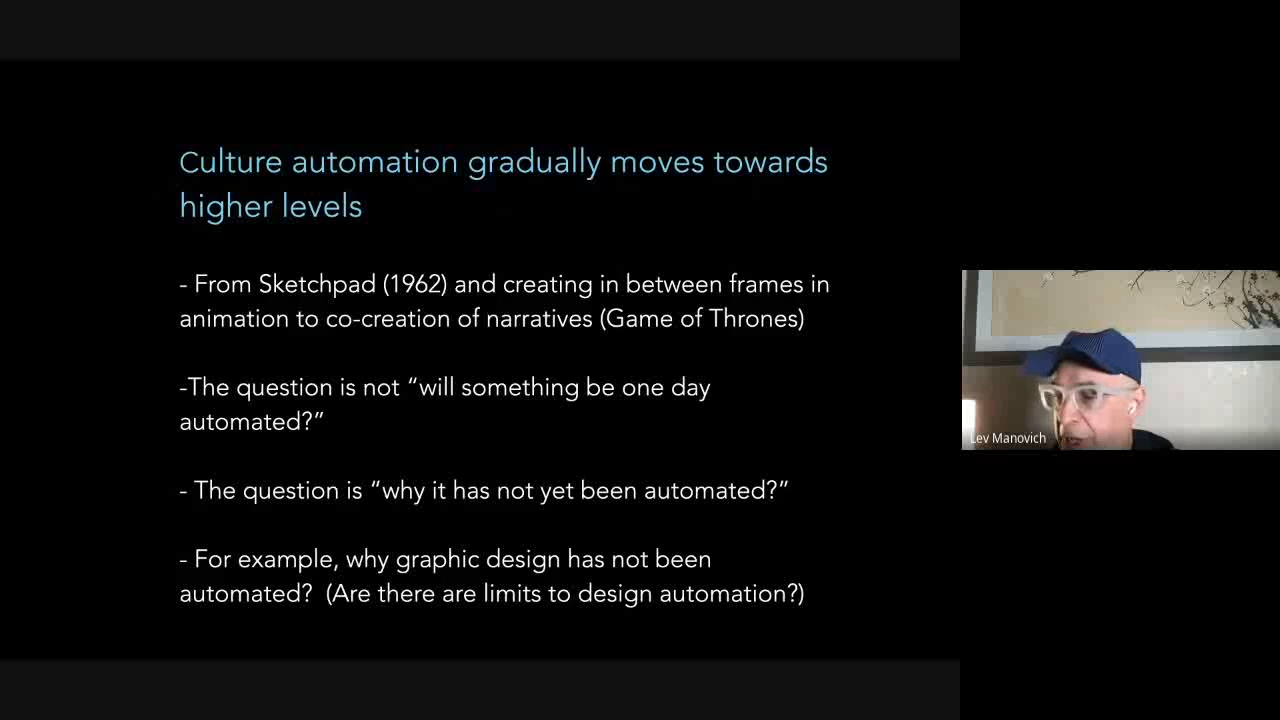 Culture automation gradually moves towards
higher levels
- From Sketchpad (1962) and creating in between frames in
animation to co-creation of narratives (Game of Thrones)
-The question is not “will something be one day
automated?”
- The question is “why it has not yet been automated?”
- For example, why graphic design has not been
automated?  (Are there are limits to design automation?)
Lev Manovich